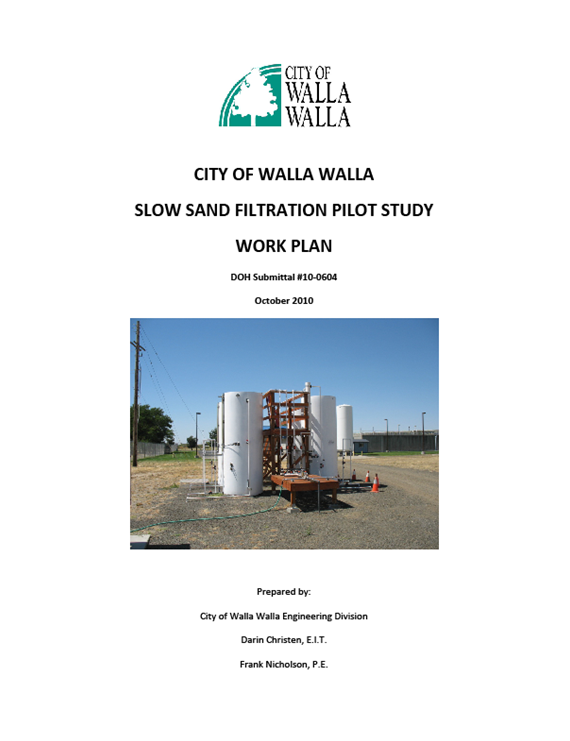 CITY OF
WALLA
WALLA
CITY OF WALLA WALLA
SLOW SAND FILTRATION PILOT STUDY
WORK PLAN
DOH Submittal #10-0604
October 2010
Prepared by:
City of Walla Walla Engineering Division
Darin Christen, E.I.T.
Frank Nicholson, P.E.